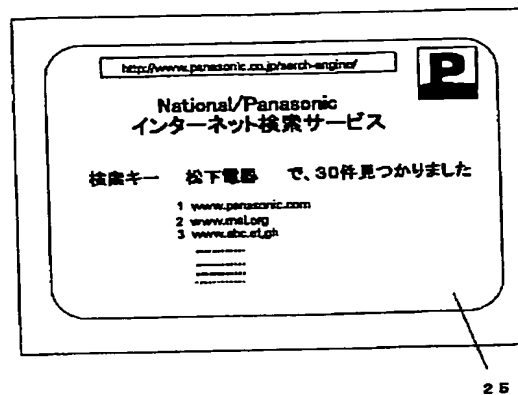 http://www.panasonic.co.jp/serch-engine/
P
National/Panasonic
インターネット検索サービス
検索キー 松下電器 で、30件見つかりました
1 www.panasonic.com
2 www.mei.org
3 www.abc.ef.gh
25